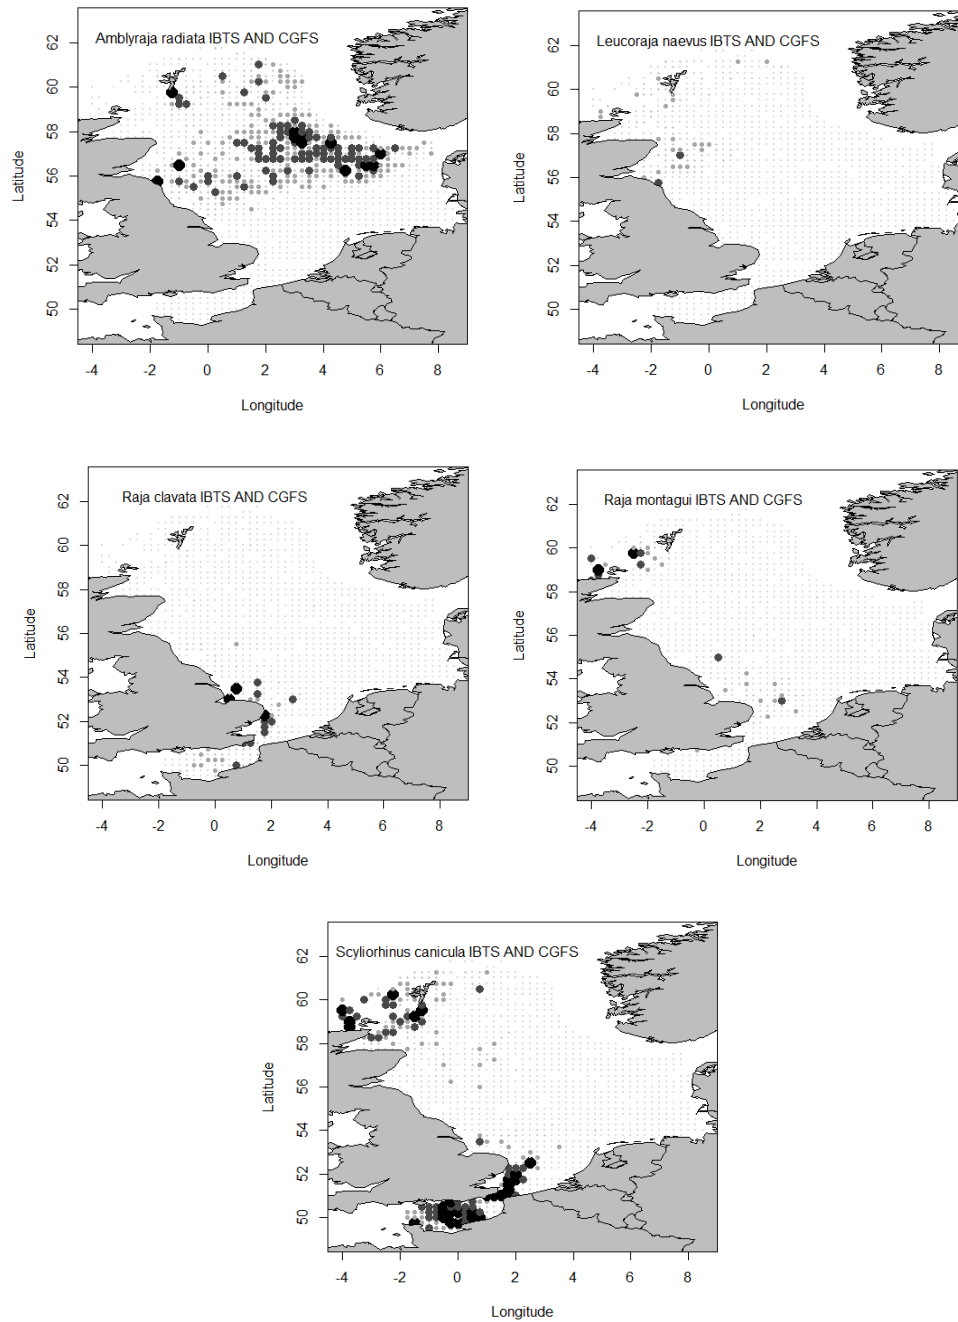 Amblyraja radiata IBTS AND CGFS
Latitude
62
60
58
56
54
52
50
-4 -2 0 2 4 6 8
Longitude
Leucoraja naevus IBTS AND CGFS
Latitude
62
60
58
56
54
52
50
-4 -2 0 2 4 6 8
Longitude
Raja clavata IBTS AND CGFS
Latitude
62
60
58
56
54
52
50
-4 -2 0 2 4 6 8
Longitude
Raja montagui IBTS AND CGFS
Latitude
62
60
58
56
54
52
50
-4 -2 0 2 4 6 8
Longitude
Scyliorhinus canicula IBTS AND CGFS
Latitude
62
60
58
56
54
52
50
-4 -2 0 2 4 6 8
Longitude